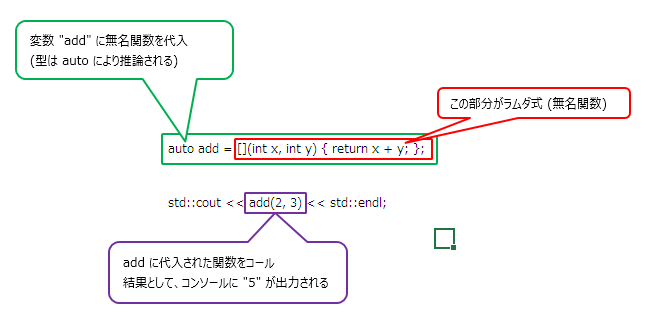 変数 "add" に無名関数を代入
(型は auto により推論される)
この部分がラムダ式 (無名関数)
auto add = [](int x, int y) { return x + y; };
std::cout << add(2, 3) << std::endl;
add に代入された関数をコール
結果として、コンソールに "5" が出力される